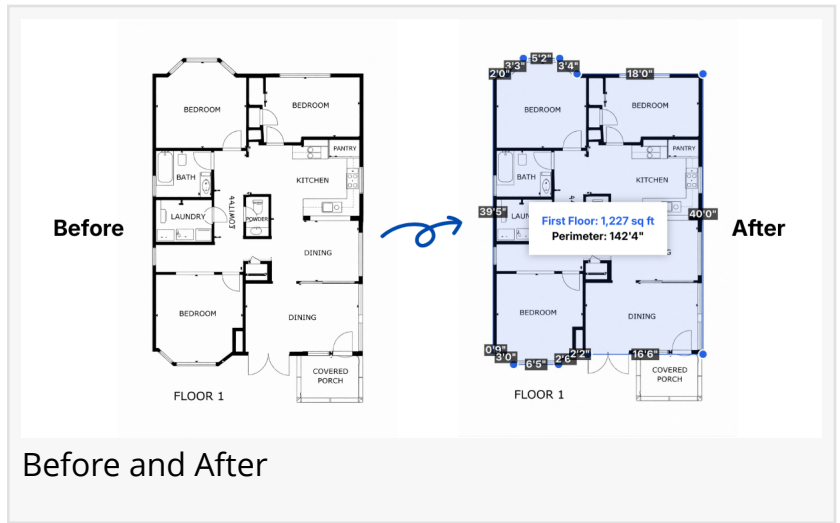 Before
BEDROOM
BEDROOM
PANTRY
BATH
KITCHEN
LAUNDRY
POWDER
DINING
BEDROOM
DINING
COVERED
PORCH
FLOOR 1
After
5'2"
3'3"
3'4"
2'0"
18'0"
BEDROOM
BEDROOM
PANTRY
BATH
KITCHEN
39'5"
LAUN
40'0"
First Floor: 1,227 sq ft
Perimeter: 142'4"
BEDROOM
DINING
0'9"
3'0"
6'5"
2'6"
2'2"
16'6"
COVERED
PORCH
FLOOR 1
Before and After